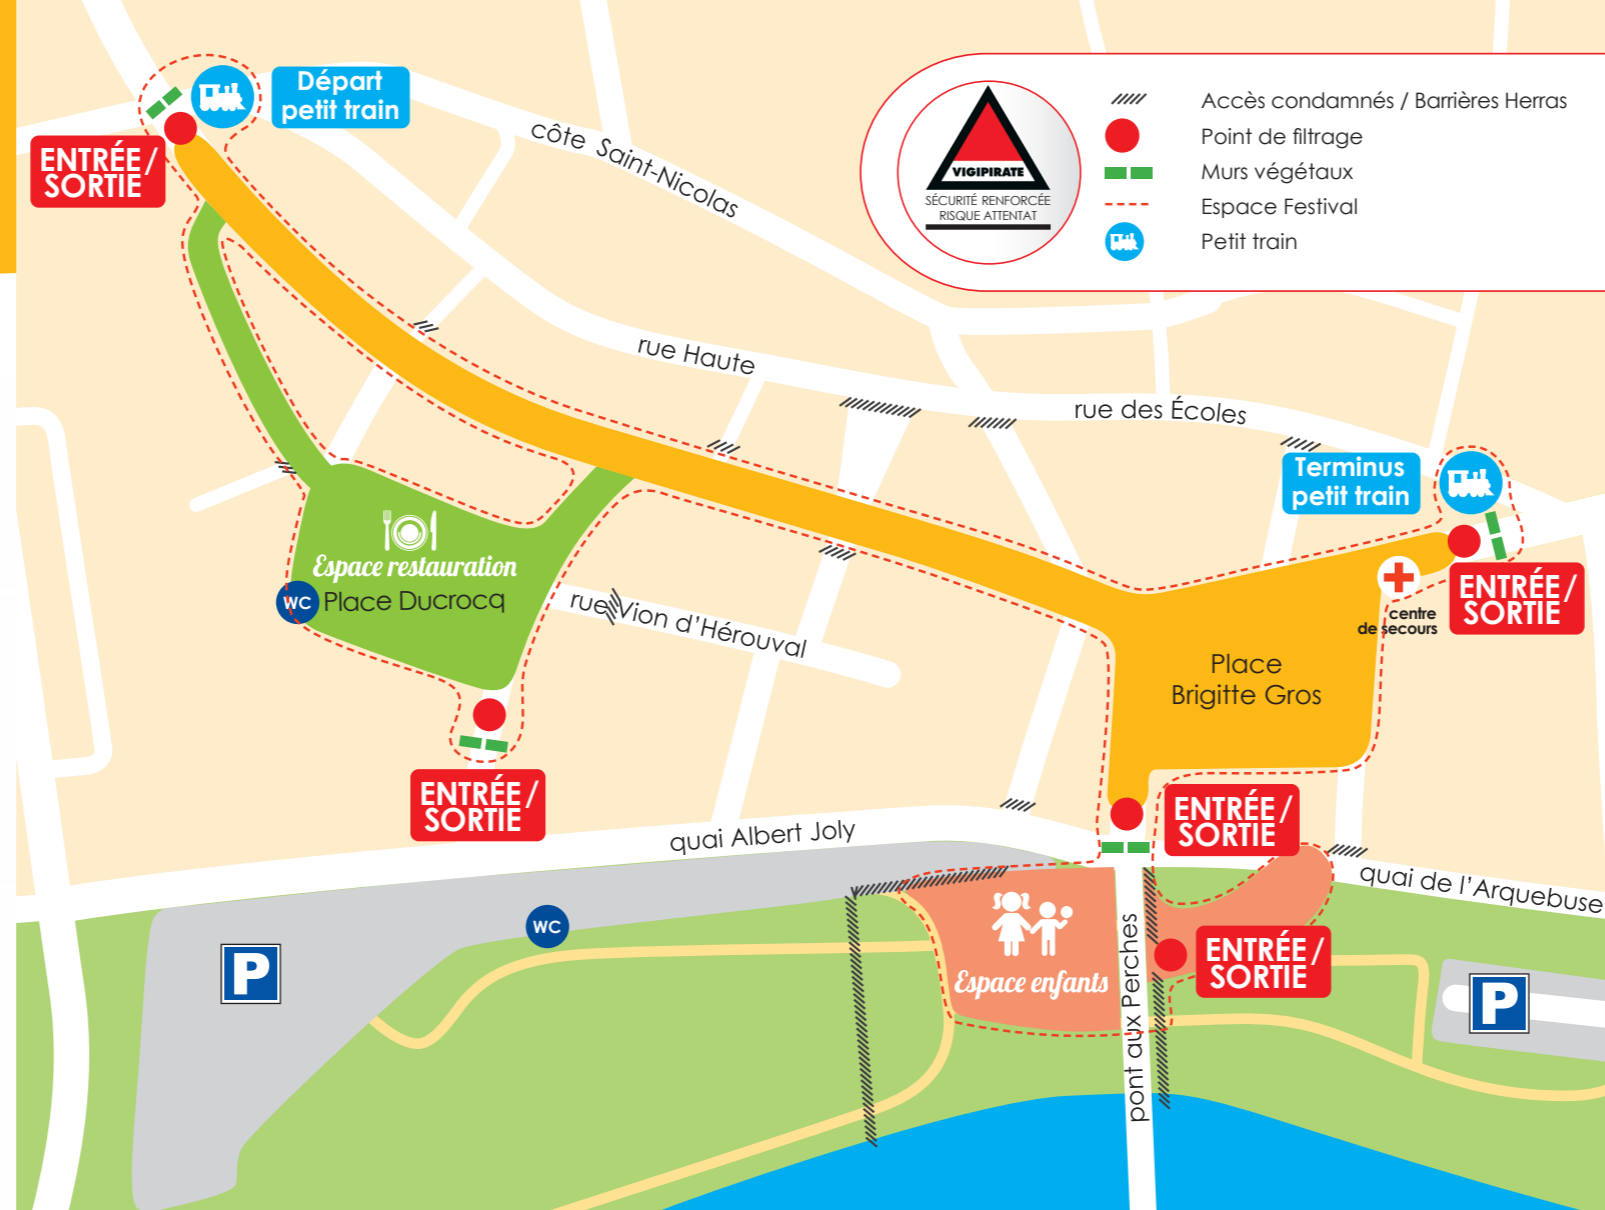 Départ
petit train
ENTRÉE /
SORTIE
côte Saint-Nicolas
VIGIPIRATE
SÉCURITÉ RENFORCÉE
RISQUE ATTENTAT
Accès condamnés / Barrières Herras
Point de filtrage
Murs végétaux
Espace Festival
Petit train
rue Haute
rue des Écoles
Terminus
petit train
ENTRÉE /
SORTIE
centre
de secours
Espace restauration
WC
Place Ducrocq
rue Vion d'Hérouval
Place
Brigitte Gros
ENTRÉE /
SORTIE
ENTRÉE /
SORTIE
quai Albert Joly
quai de l'Arquebuse
WC
P
Espace enfants
pont aux Perches
ENTRÉE /
SORTIE
P